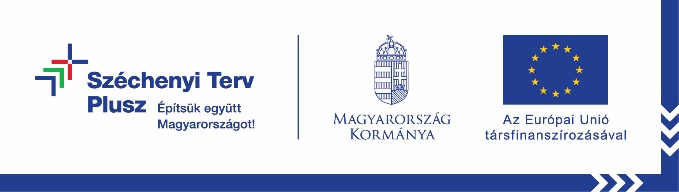 Széchenyi Terv
Plusz Építsük együtt
Magyarországot!
MAGYARORSZÁG
KORMÁNYA
Az Európai Unió
társfinanszírozásával